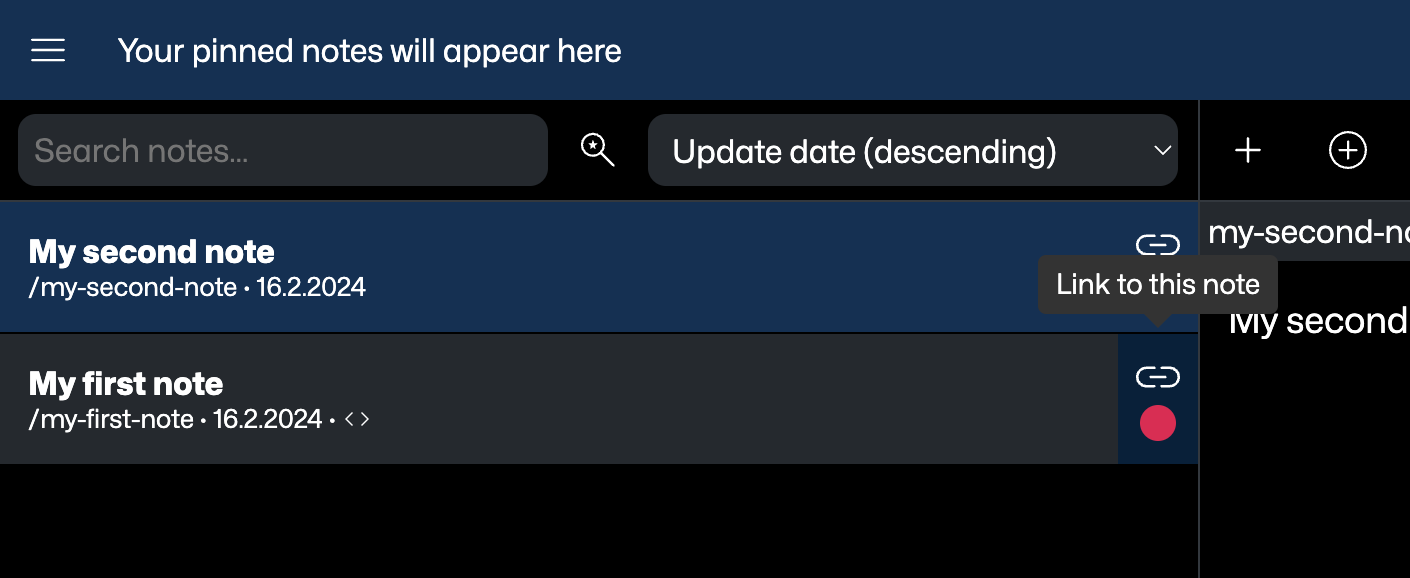 Your pinned notes will appear here
Search notes...
Update date (descending)
My second note
/my-second-note • 16.2.2024
Link to this note
My first note
/my-first-note • 16.2.2024 •
my-second-no
My second